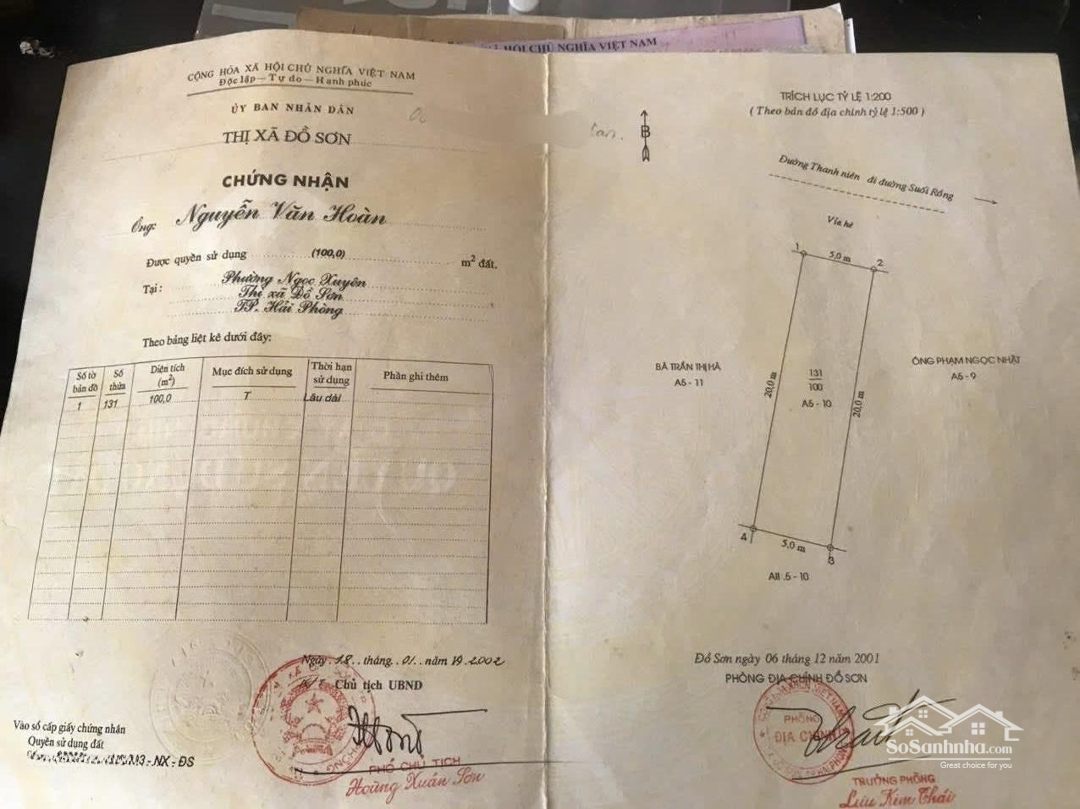 XÃ HỘI CHỦ NGHĨA VIỆT NAM
CỘNG HÒA XÃ HỘI CHỦ NGHĨA VIỆT NAM
Độc lập - Tự do - Hạnh phúc
ỦY BAN NHÂN DÂN
THỊ XÃ ĐỒ SƠN
CHỨNG NHẬN
Ông: Nguyễn Văn Hoàn
Được quyền sử dụng (100,0) m² đất.
Tại: Phường Ngọc Xuyên
Thị xã Đồ Sơn
TP. Hải Phòng
Theo bảng liệt kê dưới đây:
Số tờ bản đồ Số thửa Diện tích (m²) Mục đích sử dụng Thời hạn sử dụng Phần ghi thêm
1 131 100,0 T Lâu dài
Ngày 18 tháng 01 năm 19 2002
K/T Chủ tịch UBND
PHÓ CHỦ TỊCH
Hoàng Xuân Sơn
Vào sổ cấp giấy chứng nhận
Quyền sử dụng đất
-NX-ĐS
TRÍCH LỤC TỶ LỆ 1:200
(Theo bản đồ địa chính tỷ lệ 1:500)
B
Đường Thanh niên đi đường Suối Rồng
Vỉa hè
1 5,0 m 2
BÀ TRẦN THỊ HÀ
A5 - 11
20,0 m
131
100
A5 - 10
20,0 m
ÔNG PHẠM NGỌC NHẬT
A5 - 9
4 5,0 m 3
AII .5 - 10
Đồ Sơn ngày 06 tháng 12 năm 2001
PHÒNG ĐỊA CHÍNH ĐỒ SƠN
PHÒNG
ĐỊA CHÍNH
TRƯỞNG PHÒNG
Lưu Kim Thái
SoSanhnha.com
Great choice for you